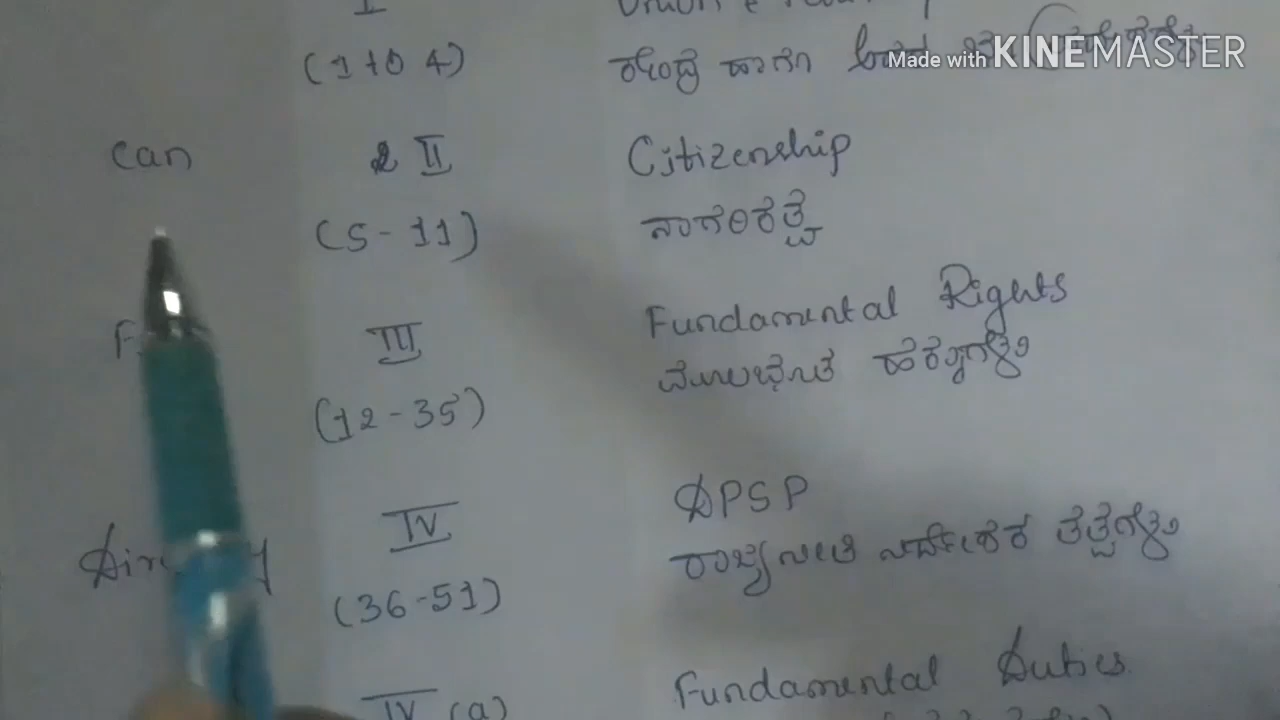 I
(1 to 4)
Made with KINEMASTER
Can II Citizenship
(5-11) ನಾಗರಿಕತ್ವ
III Fundamental Rights
(12-35) ಮೂಲಭೂತ ಹಕ್ಕುಗಳು
IV DPSP
(36-51) ರಾಜ್ಯ ನೀತಿ ನಿರ್ದೇಶಕ ತತ್ವಗಳು
IV (a) Fundamental Duties